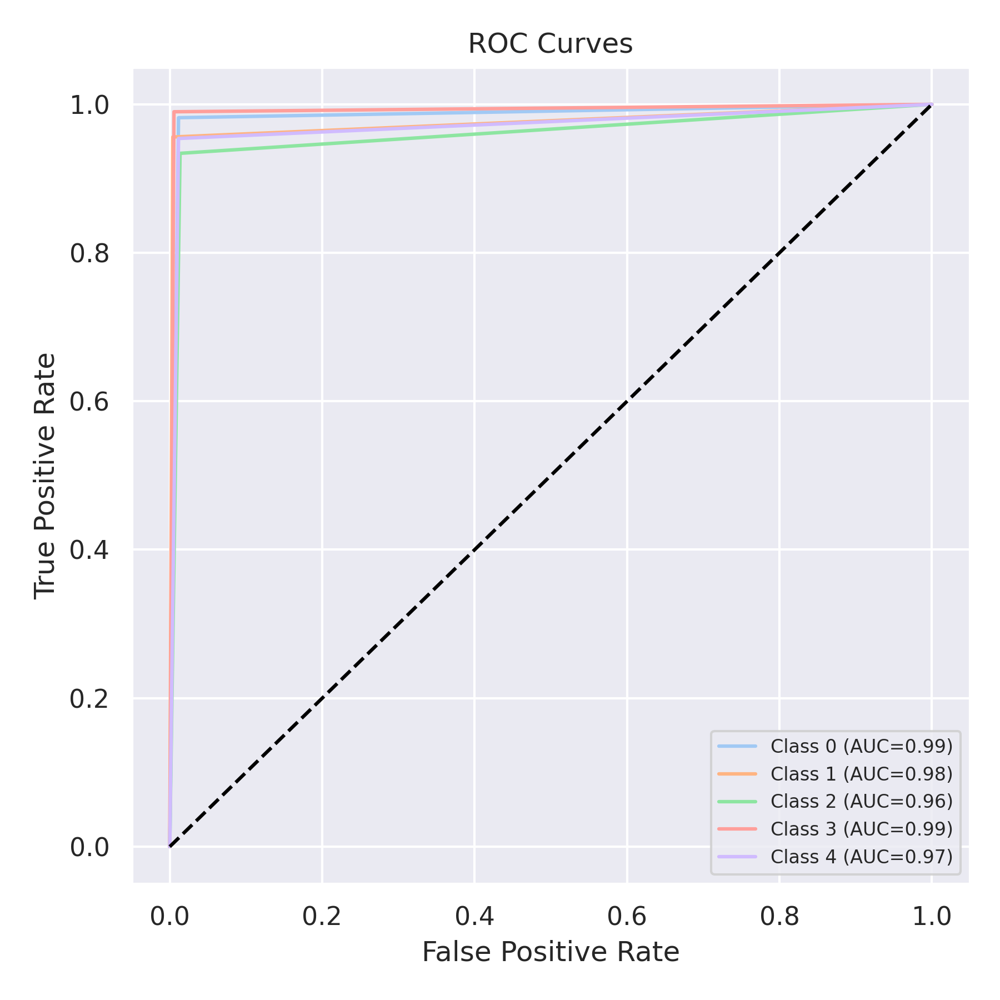 ROC Curves
1.0
0.8
0.6
0.4
0.2
0.0
True Positive Rate
Class 0 (AUC=0.99)
Class 1 (AUC=0.98)
Class 2 (AUC=0.96)
Class 3 (AUC=0.99)
Class 4 (AUC=0.97)
0.0 0.2 0.4 0.6 0.8 1.0
False Positive Rate